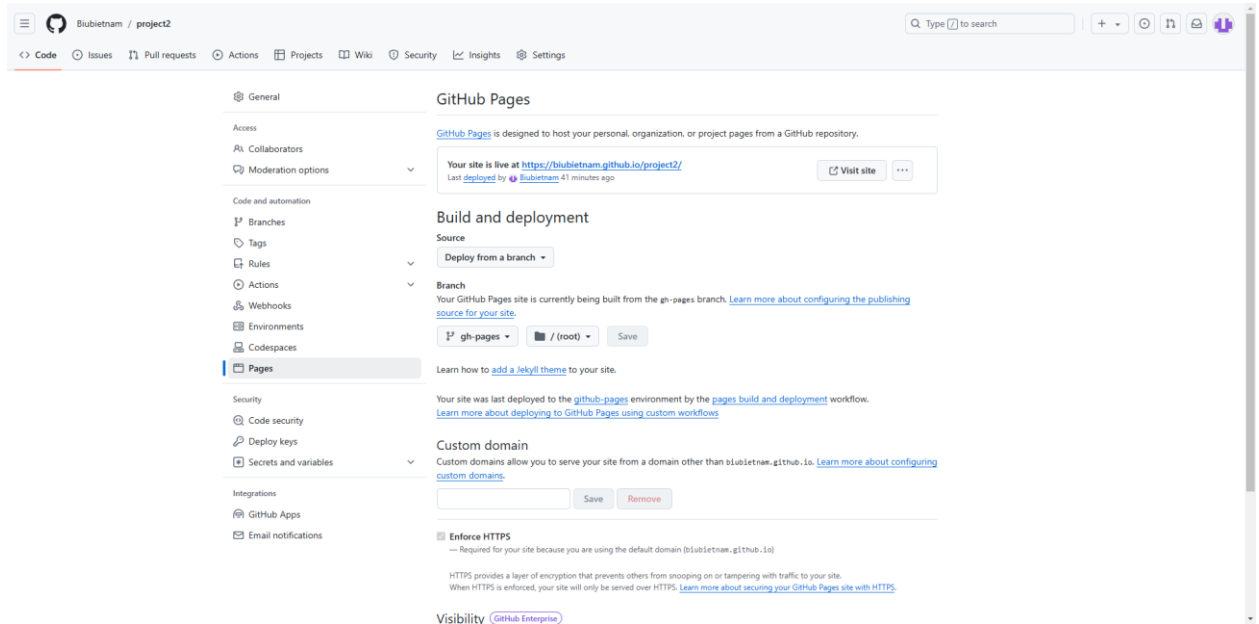 Biubietnam / project2
Type / to search
Code Issues Pull requests Actions Projects Wiki Security Insights Settings
General
Access
Collaborators
Moderation options
Code and automation
Branches
Tags
Rules
Actions
Webhooks
Environments
Codespaces
Pages
Security
Code security
Deploy keys
Secrets and variables
Integrations
GitHub Apps
Email notifications
GitHub Pages
GitHub Pages is designed to host your personal, organization, or project pages from a GitHub repository.
Your site is live at https://biubietnam.github.io/project2/
Last deployed by Biubietnam 41 minutes ago
Visit site
Build and deployment
Source
Deploy from a branch
Branch
Your GitHub Pages site is currently being built from the gh-pages branch. Learn more about configuring the publishing
source for your site.
gh-pages / (root) Save
Learn how to add a Jekyll theme to your site.
Your site was last deployed to the github-pages environment by the pages build and deployment workflow.
Learn more about deploying to GitHub Pages using custom workflows
Custom domain
Custom domains allow you to serve your site from a domain other than biubietnam.github.io. Learn more about configuring
custom domains.
Save Remove
Enforce HTTPS
— Required for your site because you are using the default domain (biubietnam.github.io)
HTTPS provides a layer of encryption that prevents others from snooping on or tampering with traffic to your site.
When HTTPS is enforced, your site will only be served over HTTPS. Learn more about securing your GitHub Pages site with HTTPS.
Visibility GitHub Enterprise